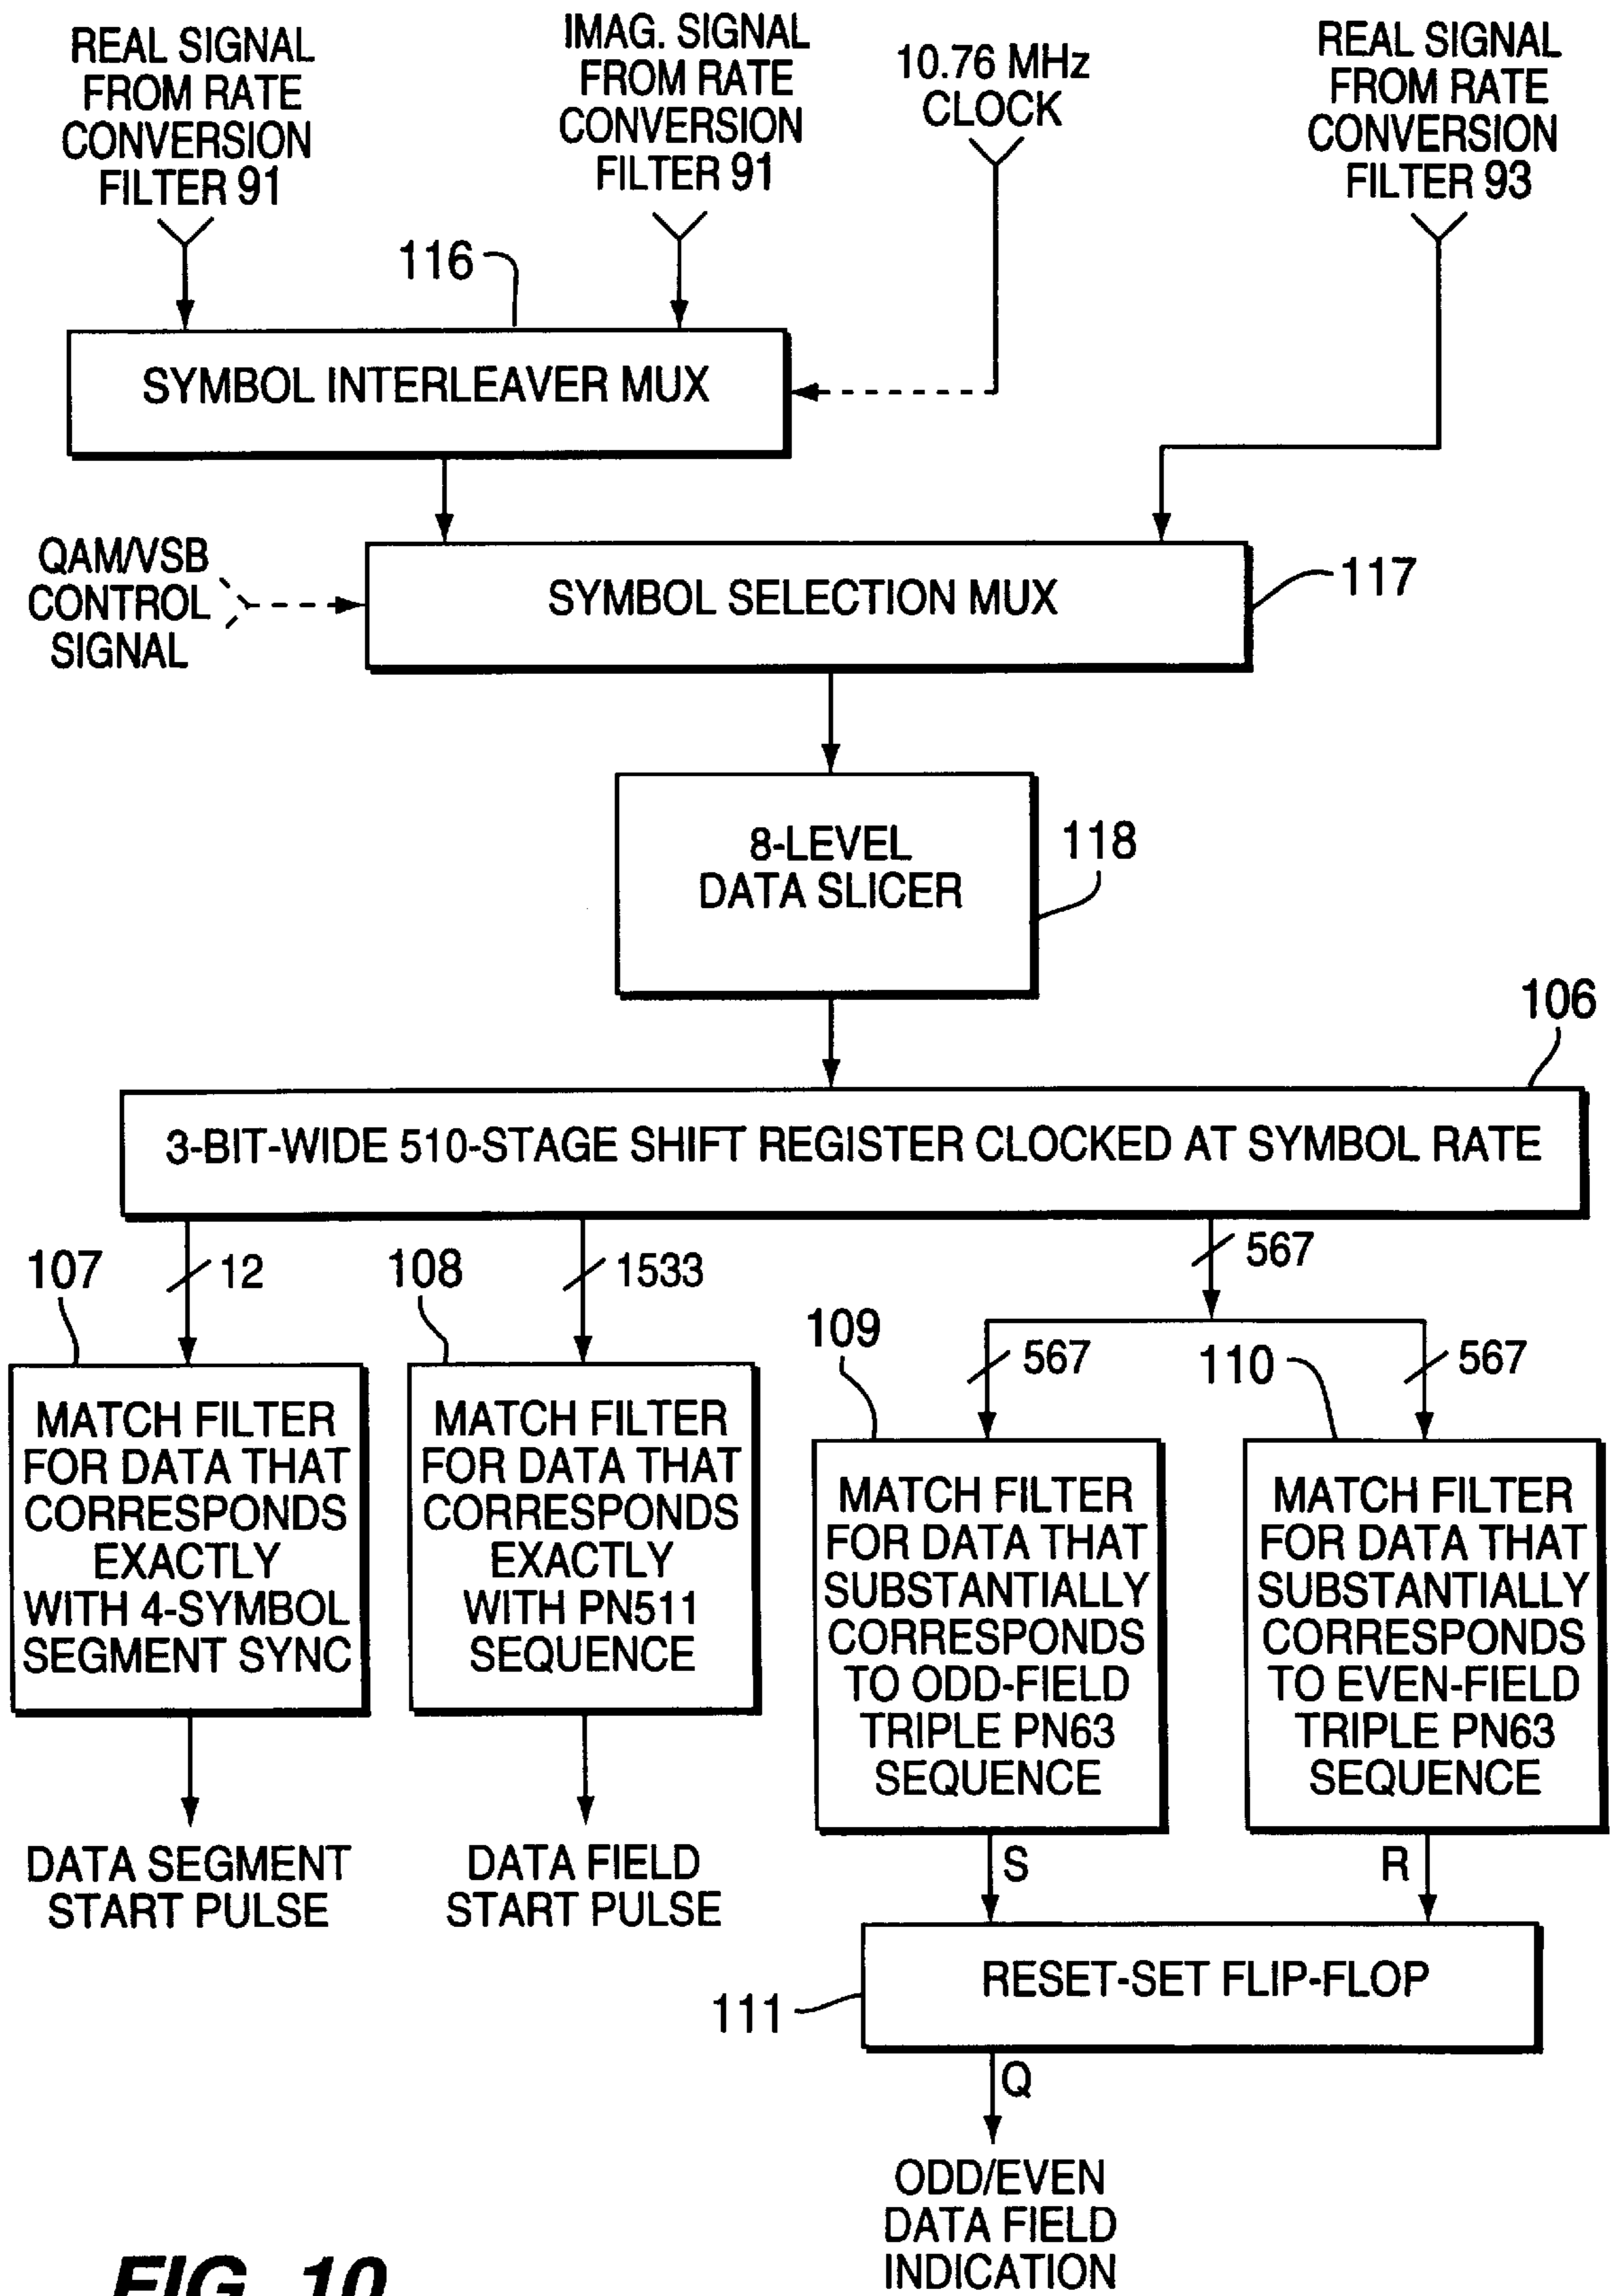 REAL SIGNAL
FROM RATE
CONVERSION
FILTER 91
IMAG. SIGNAL
FROM RATE
CONVERSION
FILTER 91
10.76 MHz
CLOCK
REAL SIGNAL
FROM RATE
CONVERSION
FILTER 93
116
SYMBOL INTERLEAVER MUX
QAM/VSB
CONTROL
SIGNAL
SYMBOL SELECTION MUX
117
8-LEVEL
DATA SLICER
118
106
3-BIT-WIDE 510-STAGE SHIFT REGISTER CLOCKED AT SYMBOL RATE
107
12
108
1533
567
109
567
110
567
MATCH FILTER
FOR DATA THAT
CORRESPONDS
EXACTLY
WITH 4-SYMBOL
SEGMENT SYNC
MATCH FILTER
FOR DATA THAT
CORRESPONDS
EXACTLY
WITH PN511
SEQUENCE
MATCH FILTER
FOR DATA THAT
SUBSTANTIALLY
CORRESPONDS
TO ODD-FIELD
TRIPLE PN63
SEQUENCE
MATCH FILTER
FOR DATA THAT
SUBSTANTIALLY
CORRESPONDS
TO EVEN-FIELD
TRIPLE PN63
SEQUENCE
DATA SEGMENT
START PULSE
DATA FIELD
START PULSE
S
R
RESET-SET FLIP-FLOP
111
Q
ODD/EVEN
DATA FIELD
INDICATION
FIG. 10